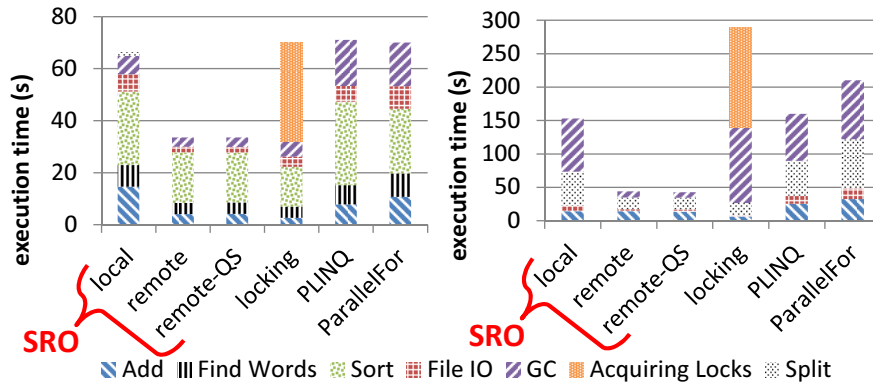 execution time (s)
80
60
40
20
0
local
remote
remote-QS
locking
PLINQ
ParallelFor
SRO
execution time (s)
300
250
200
150
100
50
0
local
remote
remote-QS
locking
PLINQ
ParallelFor
SRO
Add Find Words Sort File IO GC Acquiring Locks Split